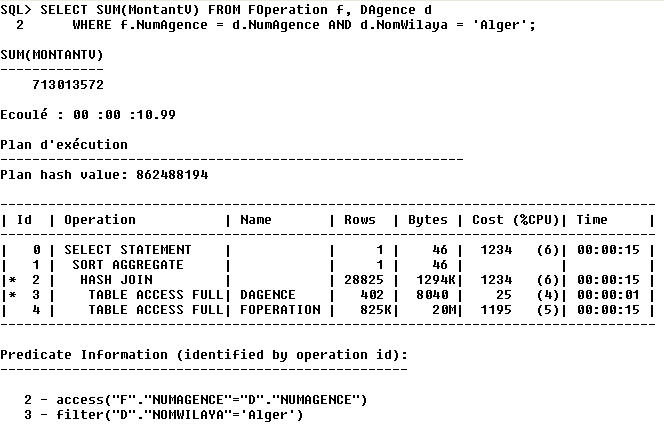 SQL> SELECT SUM(MontantV) FROM FOperation f, DAgence d
  2      WHERE f.NumAgence = d.NumAgence AND d.NomWilaya = 'Alger';
SUM(MONTANTV)
-------------
    713013572
Ecoulé : 00 :00 :10.99
Plan d'exécution
----------------------------------------------------------
Plan hash value: 862488194
----------------------------------------------------------------------------------
| Id  | Operation           | Name       | Rows  | Bytes | Cost (%CPU)| Time     |
----------------------------------------------------------------------------------
|   0 | SELECT STATEMENT    |            |     1 |    46 |  1234   (6)| 00:00:15 |
|   1 |  SORT AGGREGATE     |            |     1 |    46 |            |          |
|*  2 |   HASH JOIN         |            | 28825 |  1294K|  1234   (6)| 00:00:15 |
|*  3 |    TABLE ACCESS FULL| DAGENCE    |   402 |  8040 |    25   (4)| 00:00:01 |
|   4 |    TABLE ACCESS FULL| FOPERATION |   825K|    20M|  1195   (5)| 00:00:15 |
----------------------------------------------------------------------------------
Predicate Information (identified by operation id):
---------------------------------------------------
   2 - access("F"."NUMAGENCE"="D"."NUMAGENCE")
   3 - filter("D"."NOMWILAYA"='Alger')